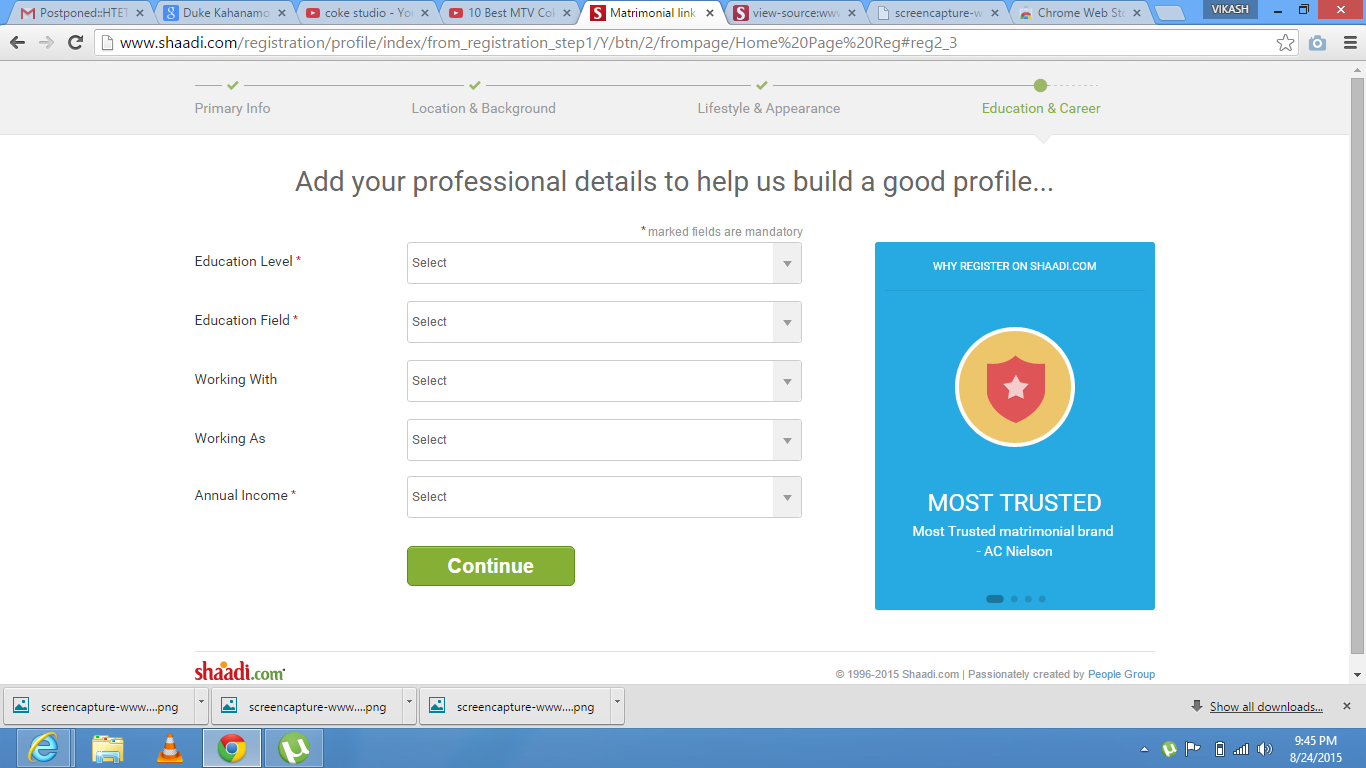 Postponed::HTET
Duke Kahanamo
coke studio - You
10 Best MTV Col
Matrimonial link
view-source:www
screencapture-w
Chrome Web Sto
VIKASH
www.shaadi.com/registration/profile/index/from_registration_step1/Y/btn/2/frompage/Home%20Page%20Reg#reg2_3
Primary Info
Location & Background
Lifestyle & Appearance
Education & Career
Add your professional details to help us build a good profile...
* marked fields are mandatory
Education Level * Select
Education Field * Select
Working With Select
Working As Select
Annual Income * Select
Continue
WHY REGISTER ON SHAADI.COM
MOST TRUSTED
Most Trusted matrimonial brand
- AC Nielson
shaadi.com
© 1996-2015 Shaadi.com | Passionately created by People Group
screencapture-www....png
screencapture-www....png
screencapture-www....png
Show all downloads...
9:45 PM
8/24/2015